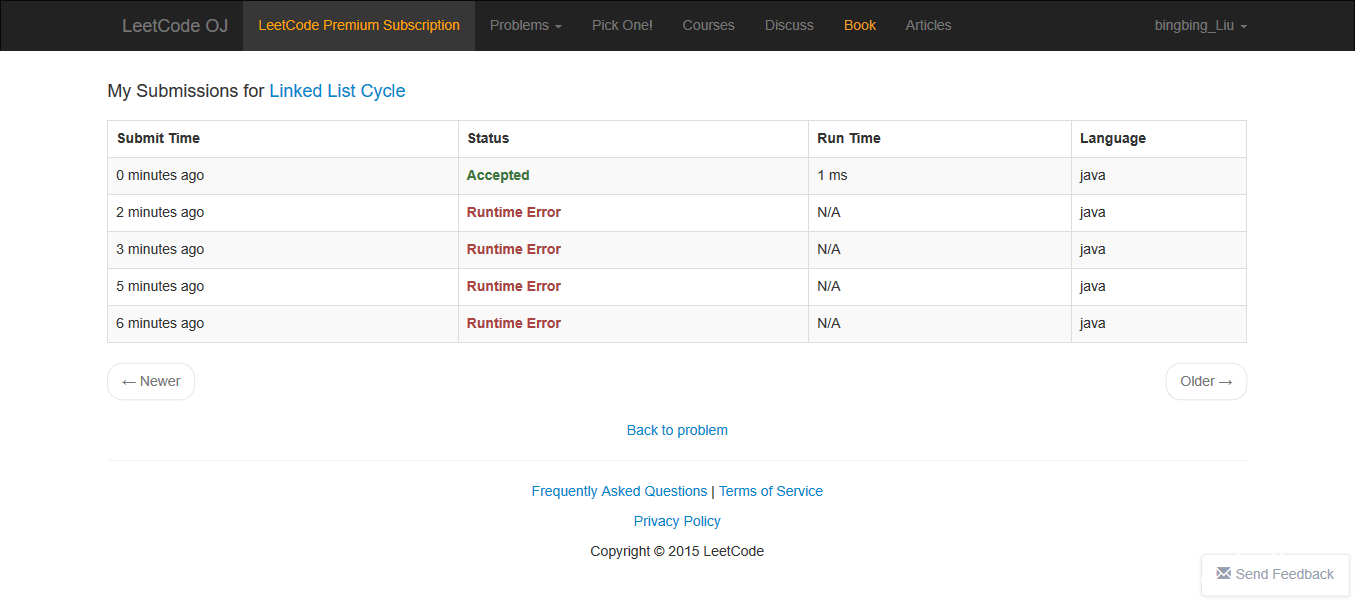 LeetCode OJ LeetCode Premium Subscription Problems Pick One! Courses Discuss Book Articles bingbing_Liu
My Submissions for Linked List Cycle
Submit Time Status Run Time Language
0 minutes ago Accepted 1 ms java
2 minutes ago Runtime Error N/A java
3 minutes ago Runtime Error N/A java
5 minutes ago Runtime Error N/A java
6 minutes ago Runtime Error N/A java
← Newer Older →
Back to problem
Frequently Asked Questions | Terms of Service
Privacy Policy
Copyright © 2015 LeetCode
Send Feedback